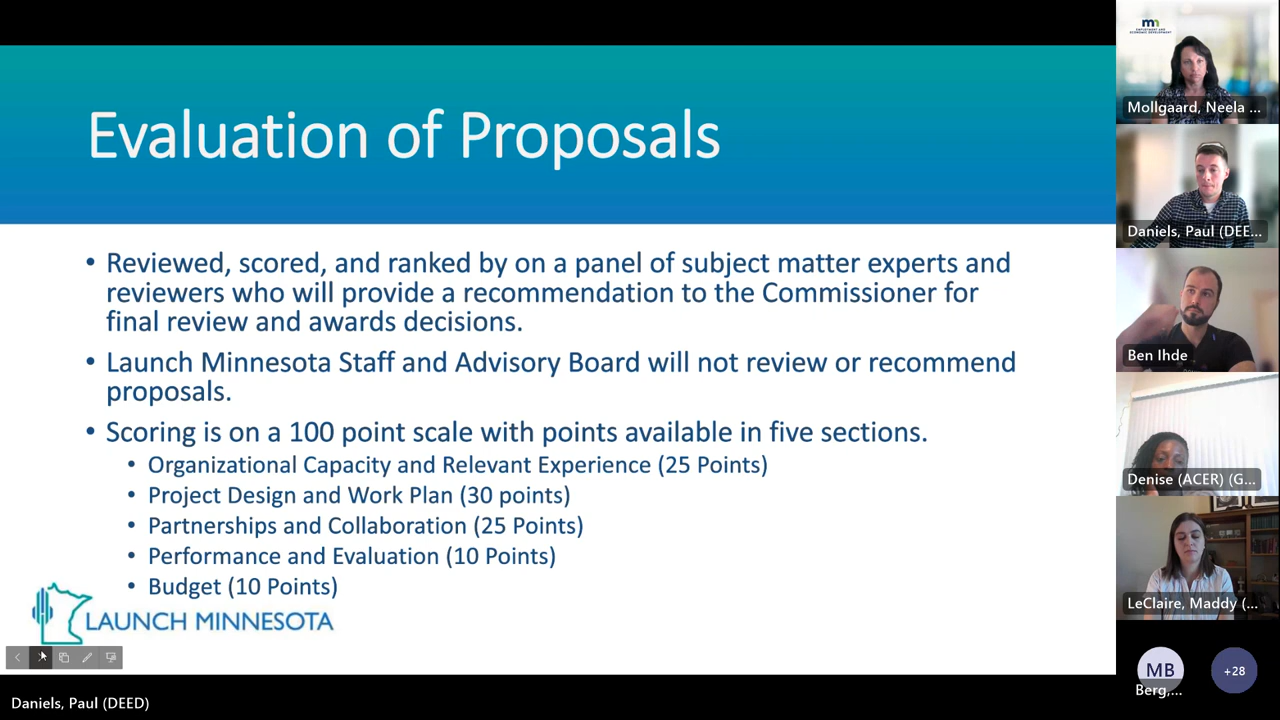 Evaluation of Proposals
• Reviewed, scored, and ranked by on a panel of subject matter experts and
reviewers who will provide a recommendation to the Commissioner for
final review and awards decisions.
• Launch Minnesota Staff and Advisory Board will not review or recommend
proposals.
• Scoring is on a 100 point scale with points available in five sections.
• Organizational Capacity and Relevant Experience (25 Points)
• Project Design and Work Plan (30 points)
• Partnerships and Collaboration (25 Points)
• Performance and Evaluation (10 Points)
• Budget (10 Points)
LAUNCH MINNESOTA
Daniels, Paul (DEED)
mn
EMPLOYMENT AND
ECONOMIC DEVELOPMENT
Mollgaard, Neela ...
Daniels, Paul (DEE...
Ben Ihde
Denise (ACER) (G...
LeClaire, Maddy (...
MB
Berg,...
+28